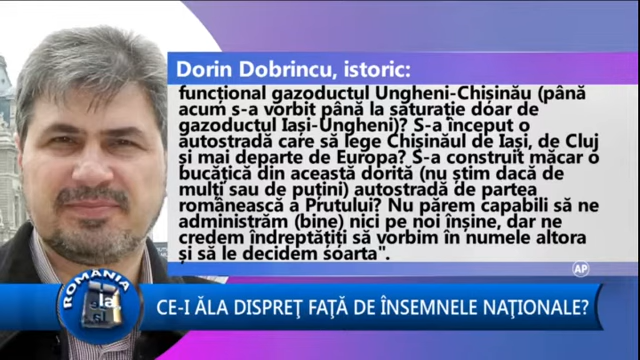 Dorin Dobrincu, istoric:
funcțional gazoductul Ungheni-Chișinău (până
acum s-a vorbit până la saturație doar de
gazoductul Iași-Ungheni)? S-a început o
autostradă care să lege Chișinăul de Iași, de Cluj
și mai departe de Europa? S-a construit măcar o
bucățică din această dorită (nu știm dacă de
mulți sau de puțini) autostradă de partea
românească a Prutului? Nu părem capabili să ne
administrăm (bine) nici pe noi înșine, dar ne
credem îndreptățiți să vorbim în numele altora
și să le decidem soarta".
AP
ROMANIA
la
CE-I ĂLA DISPREŢ FAŢĂ DE ÎNSEMNELE NAŢIONALE?